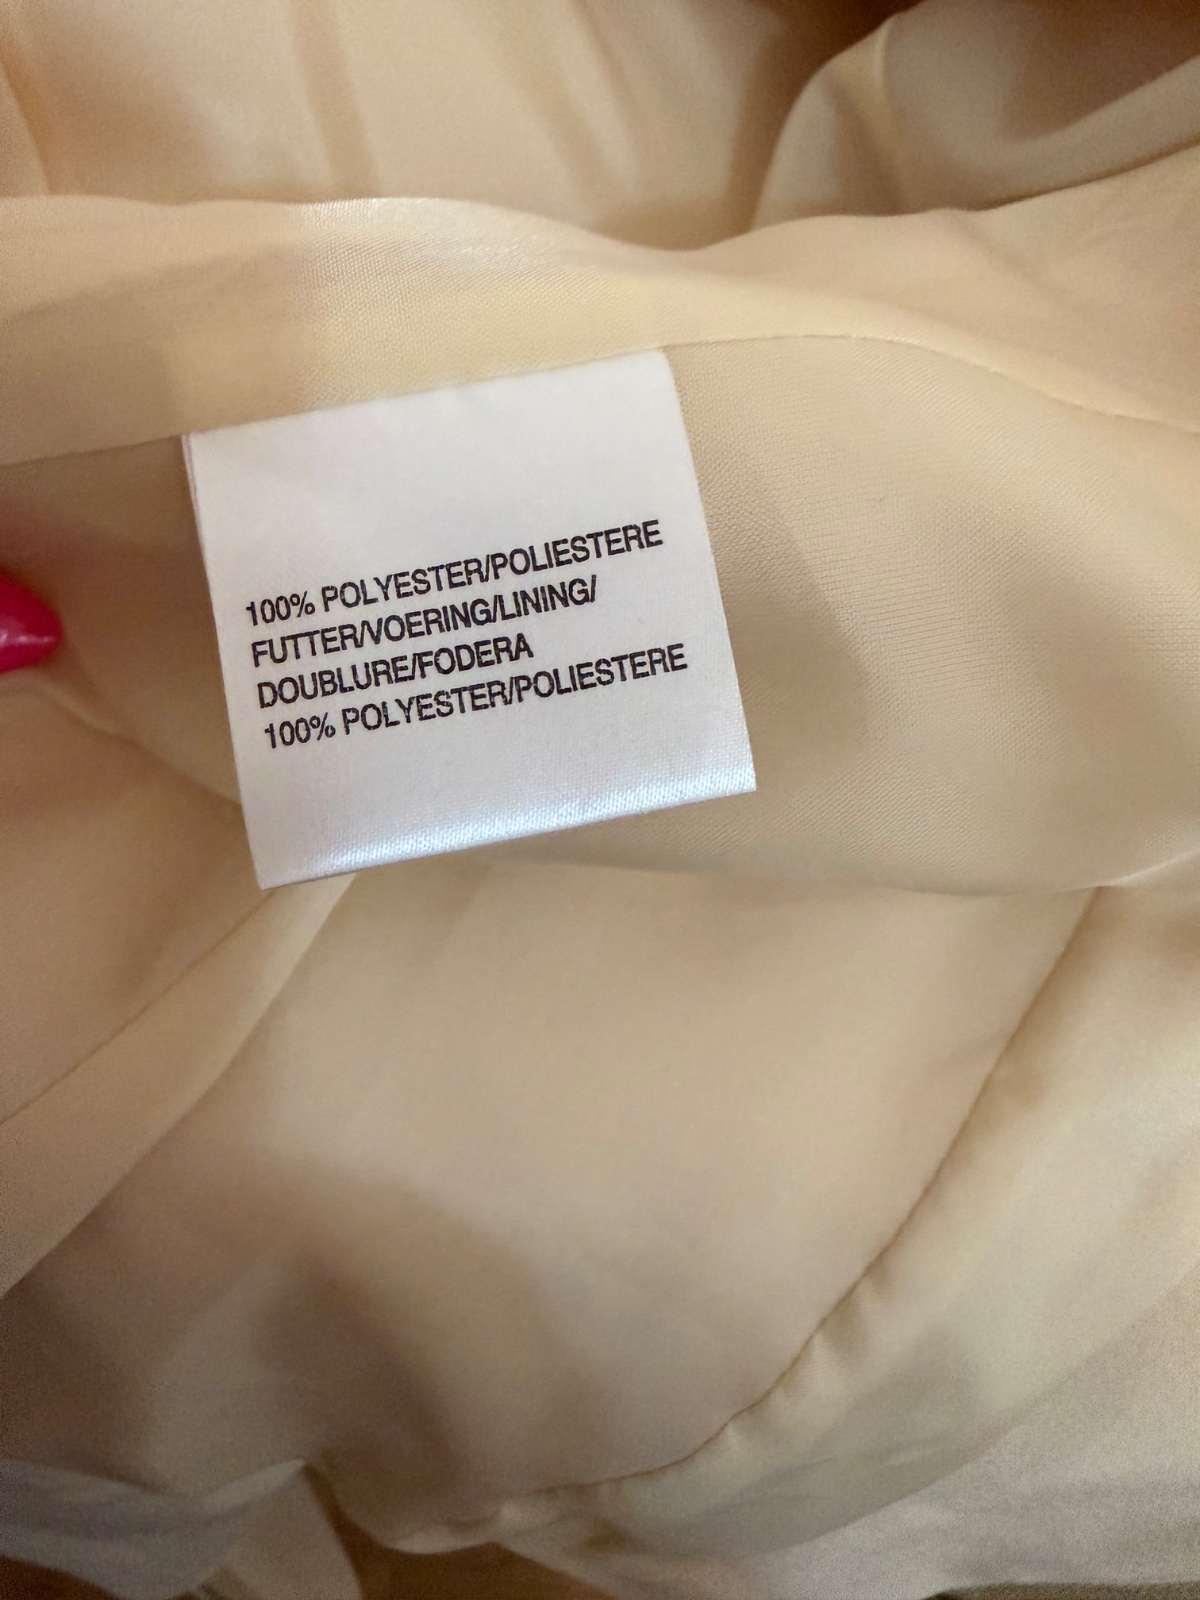 100% POLYESTER/POLIESTERE
FUTTER/VOERING/LINING/
DOUBLURE/FODERA
100% POLYESTER/POLIESTERE